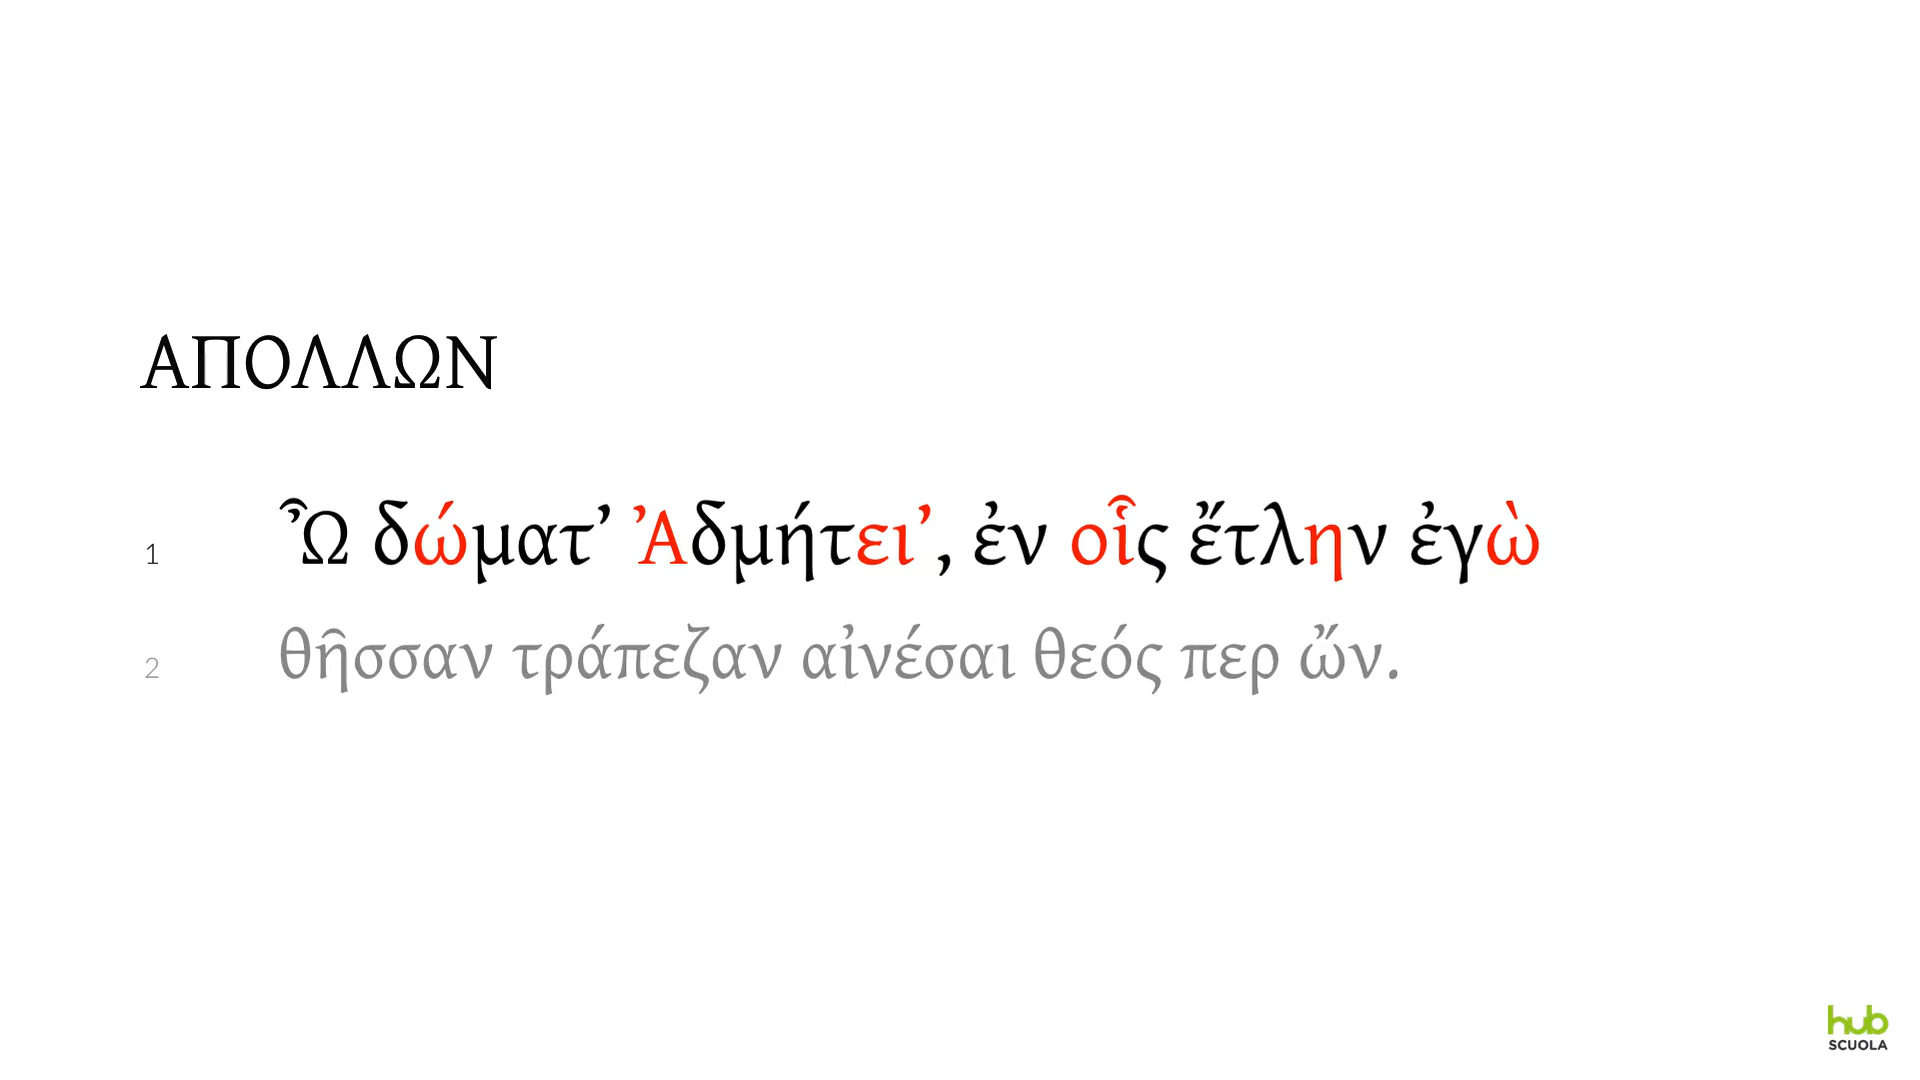 ΑΠΟΛΛΩΝ
1 Ὦ δώματ’ Ἀδμήτει’, ἐν οἷς ἔτλην ἐγὼ
2 θῆσσαν τράπεζαν αἰνέσαι θεός περ ὤν.
hub
SCUOLA